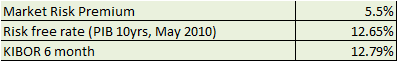 Market Risk Premium 5.5%
Risk free rate (PIB 10yrs, May 2010) 12.65%
KIBOR 6 month 12.79%